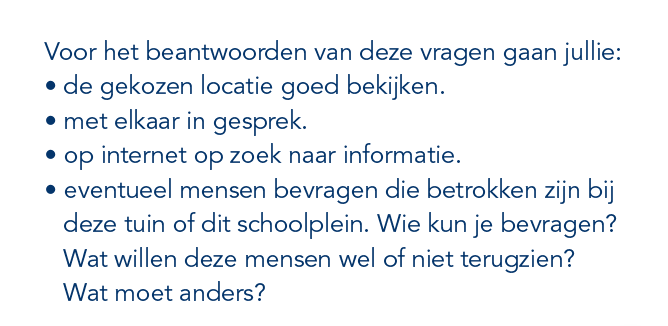 Voor het beantwoorden van deze vragen gaan jullie:
• de gekozen locatie goed bekijken.
• met elkaar in gesprek.
• op internet op zoek naar informatie.
• eventueel mensen bevragen die betrokken zijn bij
deze tuin of dit schoolplein. Wie kun je bevragen?
Wat willen deze mensen wel of niet terugzien?
Wat moet anders?